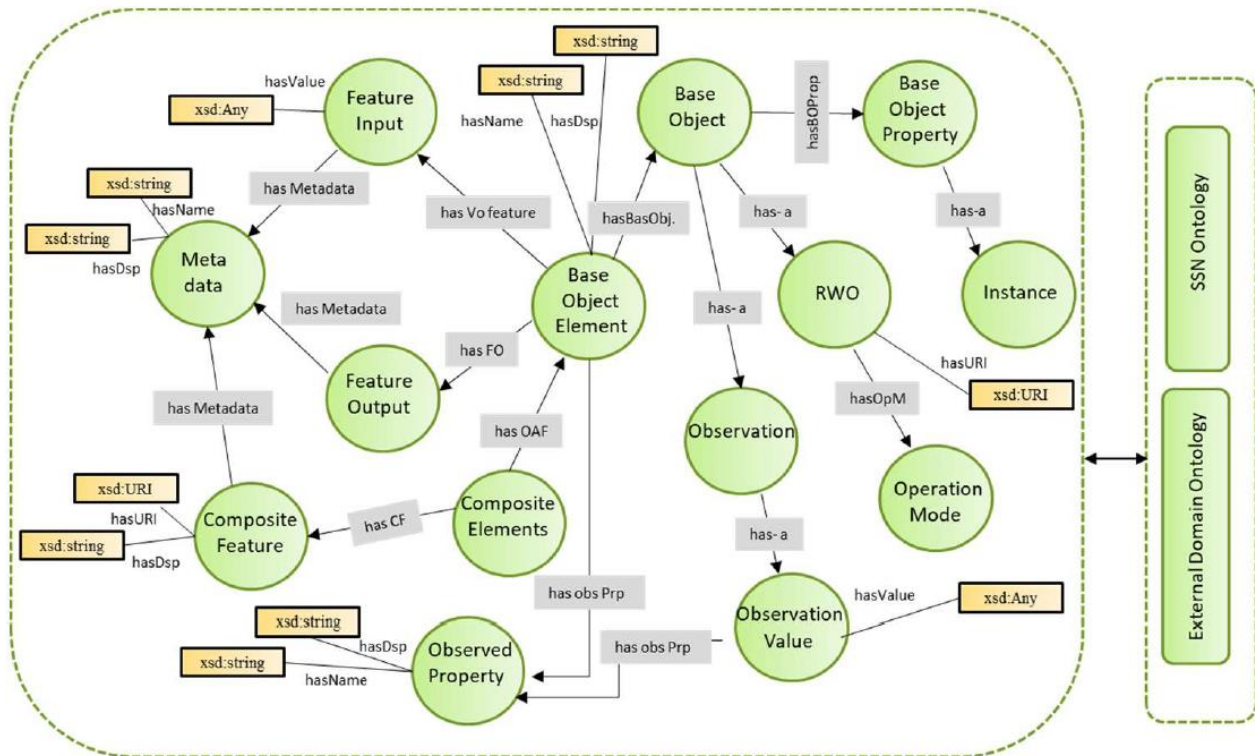 xsd:string
xsd:string
hasValue
xsd:Any
Feature
Input
hasName
hasDsp
Base
Object
hasBOProp
Base
Object
Property
has Metadata
xsd:string
hasName
xsd:string
hasDsp
Meta
data
has Vo feature
hasBasObj.
has- a
has-a
Base
Object
Element
RWO
Instance
has Metadata
has- a
has FO
Feature
Output
hasURI
xsd:URI
has Metadata
hasOpM
has OAF
Observation
xsd:URI
hasURI
xsd:string
hasDsp
Composite
Feature
has CF
Composite
Elements
Operation
Mode
has- a
has obs Prp
Observation
Value
hasValue
xsd:Any
xsd:string
hasDsp
xsd:string
hasName
Observed
Property
has obs Prp
SSN Ontology
External Domain Ontology